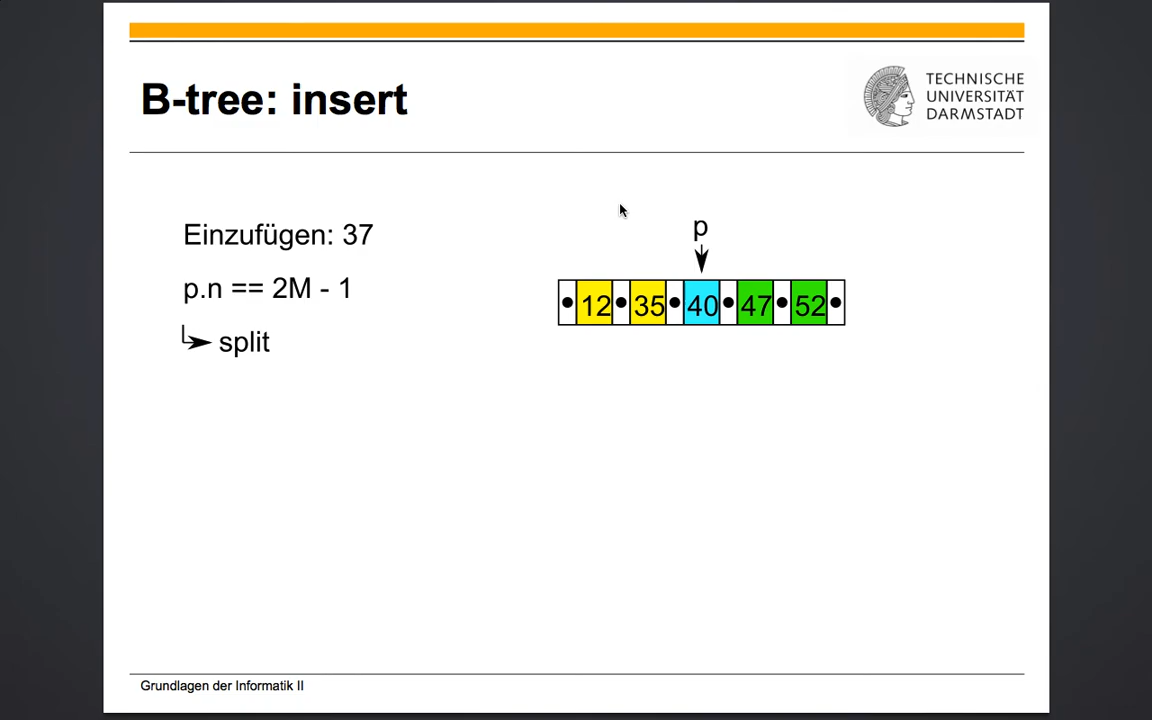 B-tree: insert
TECHNISCHE
UNIVERSITÄT
DARMSTADT
Einzufügen: 37
p.n == 2M - 1
split
p
12 35 40 47 52
Grundlagen der Informatik II